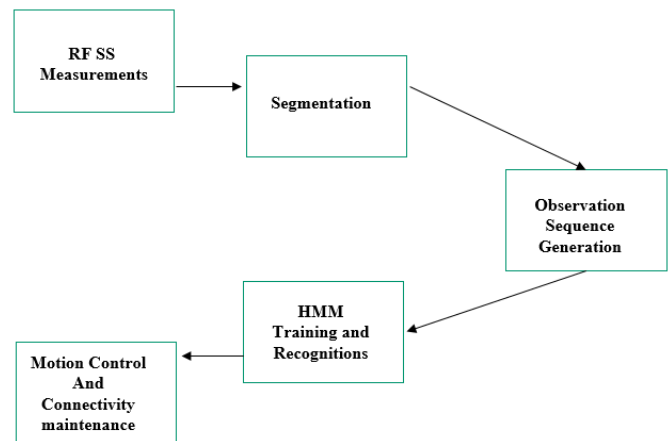 RF SS
Measurements
Segmentation
Observation
Sequence
Generation
HMM
Training and
Recognitions
Motion Control
And
Connectivity
maintenance